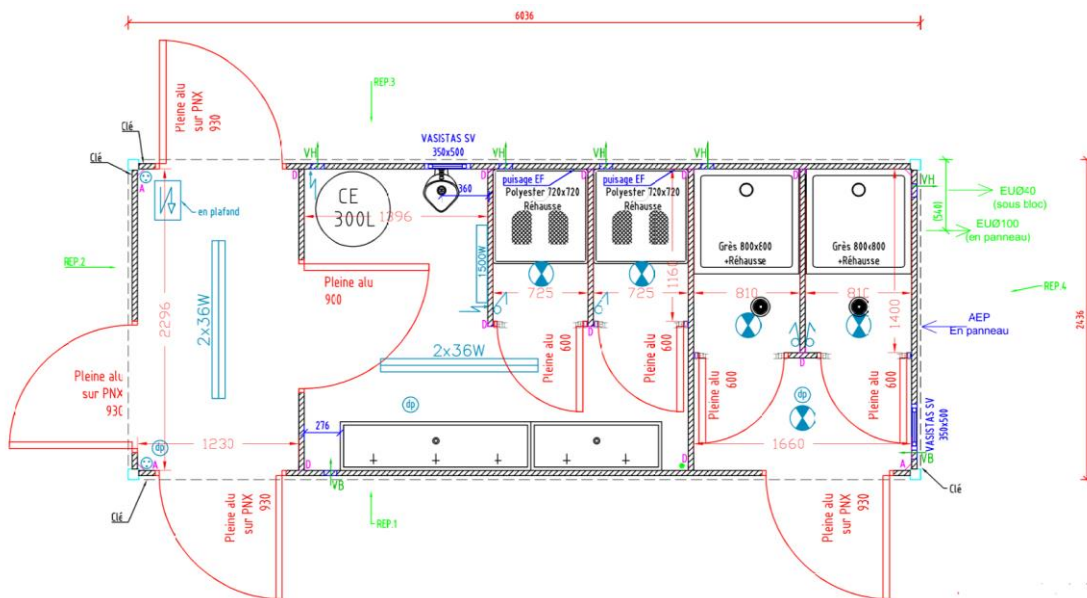 6036
Pleine alu
sur PNX
930
REP.3
Clé
Clé
VH
VASISTAS SV
350x500
VH
VH
VH
VH
EUØ40
(sous bloc)
(540)
EUØ100
(en panneau)
A
D
D
D
D
en plafond
CE
300L
1396
360
puisage EF
Polyester 720x720
Réhausse
puisage EF
Polyester 720x720
Réhausse
Grès 800x800
+Réhausse
Grès 800x800
+Réhausse
REP.2
REP.4
Pleine alu
900
1500W
725
725
1160
810
810
1400
2296
2x36W
2436
AEP
En panneau
D
D
D
D
2x36W
Pleine alu
600
Pleine alu
600
Pleine alu
600
Pleine alu
600
Pleine alu
sur PNX
930
dp
dp
VASISTAS SV
350x500
1230
276
1660
dp
A
D
D
A
VB
VB
Clé
Clé
Pleine alu
sur PNX
930
REP.1
Pleine alu
sur PNX
930